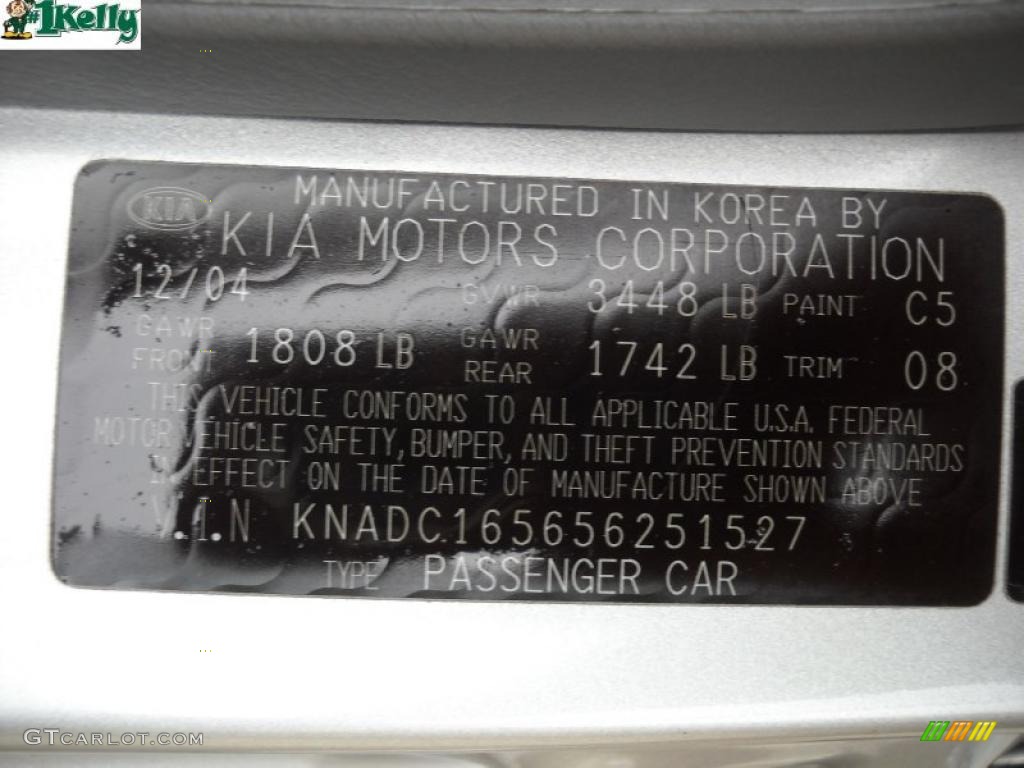 #1Kelly
MANUFACTURED IN KOREA BY
KIA KIA MOTORS CORPORATION
12/04 GVWR 3448 LB PAINT C5
GAWR FRONT 1808 LB GAWR REAR 1742 LB TRIM 08
THIS VEHICLE CONFORMS TO ALL APPLICABLE U.S.A. FEDERAL
MOTOR VEHICLE SAFETY, BUMPER, AND THEFT PREVENTION STANDARDS
IN EFFECT ON THE DATE OF MANUFACTURE SHOWN ABOVE
V.I.N KNADC165656251527
TYPE PASSENGER CAR
GTCARLOT.COM